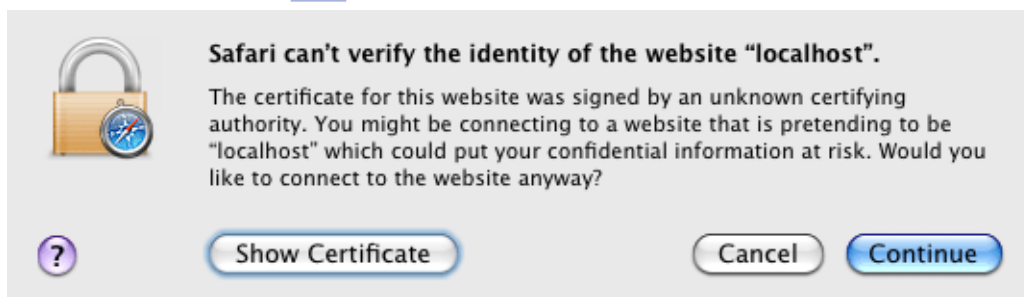 Safari can't verify the identity of the website “localhost”.
The certificate for this website was signed by an unknown certifying
authority. You might be connecting to a website that is pretending to be
“localhost” which could put your confidential information at risk. Would you
like to connect to the website anyway?
?
Show Certificate
Cancel
Continue